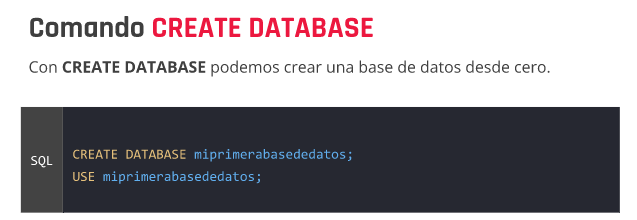 Comando CREATE DATABASE
Con CREATE DATABASE podemos crear una base de datos desde cero.
SQL
CREATE DATABASE miprimerabasededatos;
USE miprimerabasededatos;